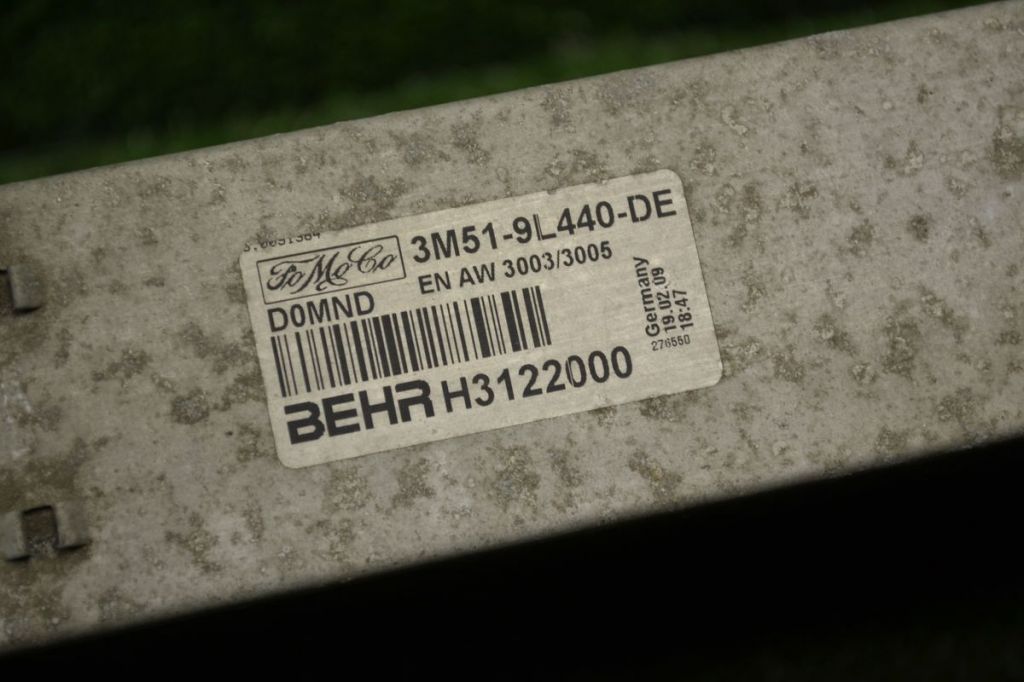 FoMoCo
3M51-9L440-DE
EN AW 3003/3005
D0MND
BEHR H3122000
Germany
19.02.09
18:47
276550